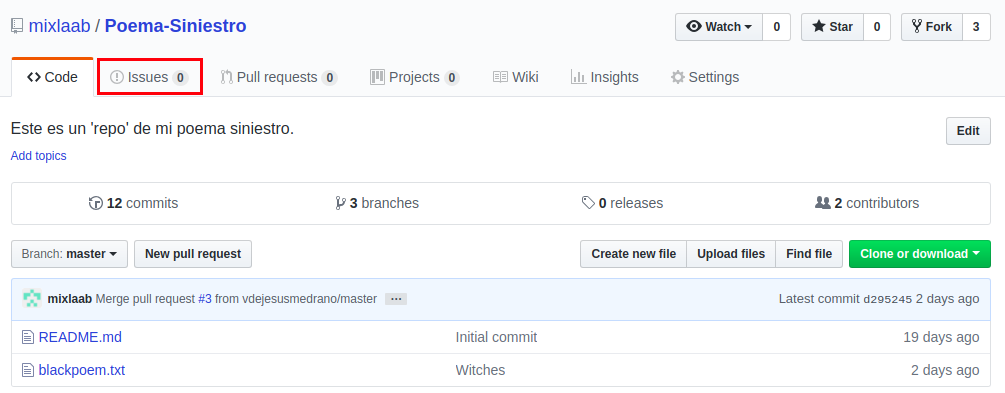 mixlaab / Poema-Siniestro Watch 0 Star 0 Fork 3
Code Issues 0 Pull requests 0 Projects 0 Wiki Insights Settings
Este es un 'repo' de mi poema siniestro. Edit
Add topics
12 commits 3 branches 0 releases 2 contributors
Branch: master New pull request Create new file Upload files Find file Clone or download
mixlaab Merge pull request #3 from vdejesusmedrano/master ... Latest commit d295245 2 days ago
README.md Initial commit 19 days ago
blackpoem.txt Witches 2 days ago